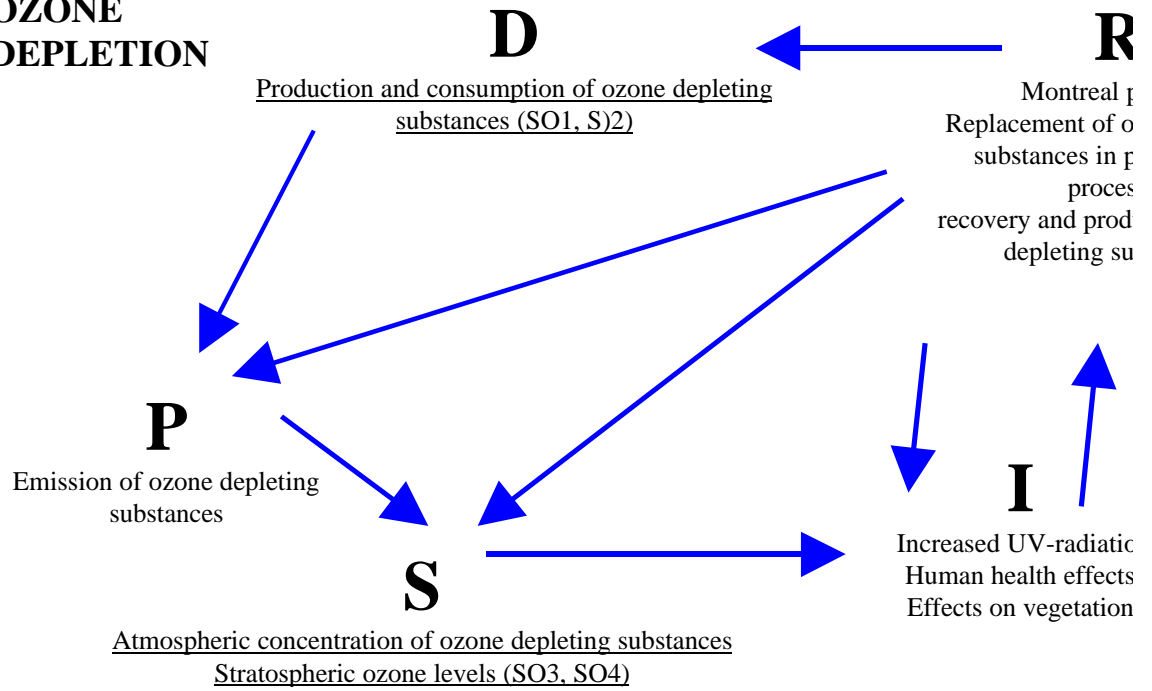 OZONE
DEPLETION
D
Production and consumption of ozone depleting
substances (SO1, S)2)
R
Montreal
Replacement of
substances in
recovery and
depleting
P
Emission of ozone depleting
substances
S
Atmospheric concentration of ozone depleting substances
Stratospheric ozone levels (SO3, SO4)
I
Increased
Human health effects
Effects on vegetation